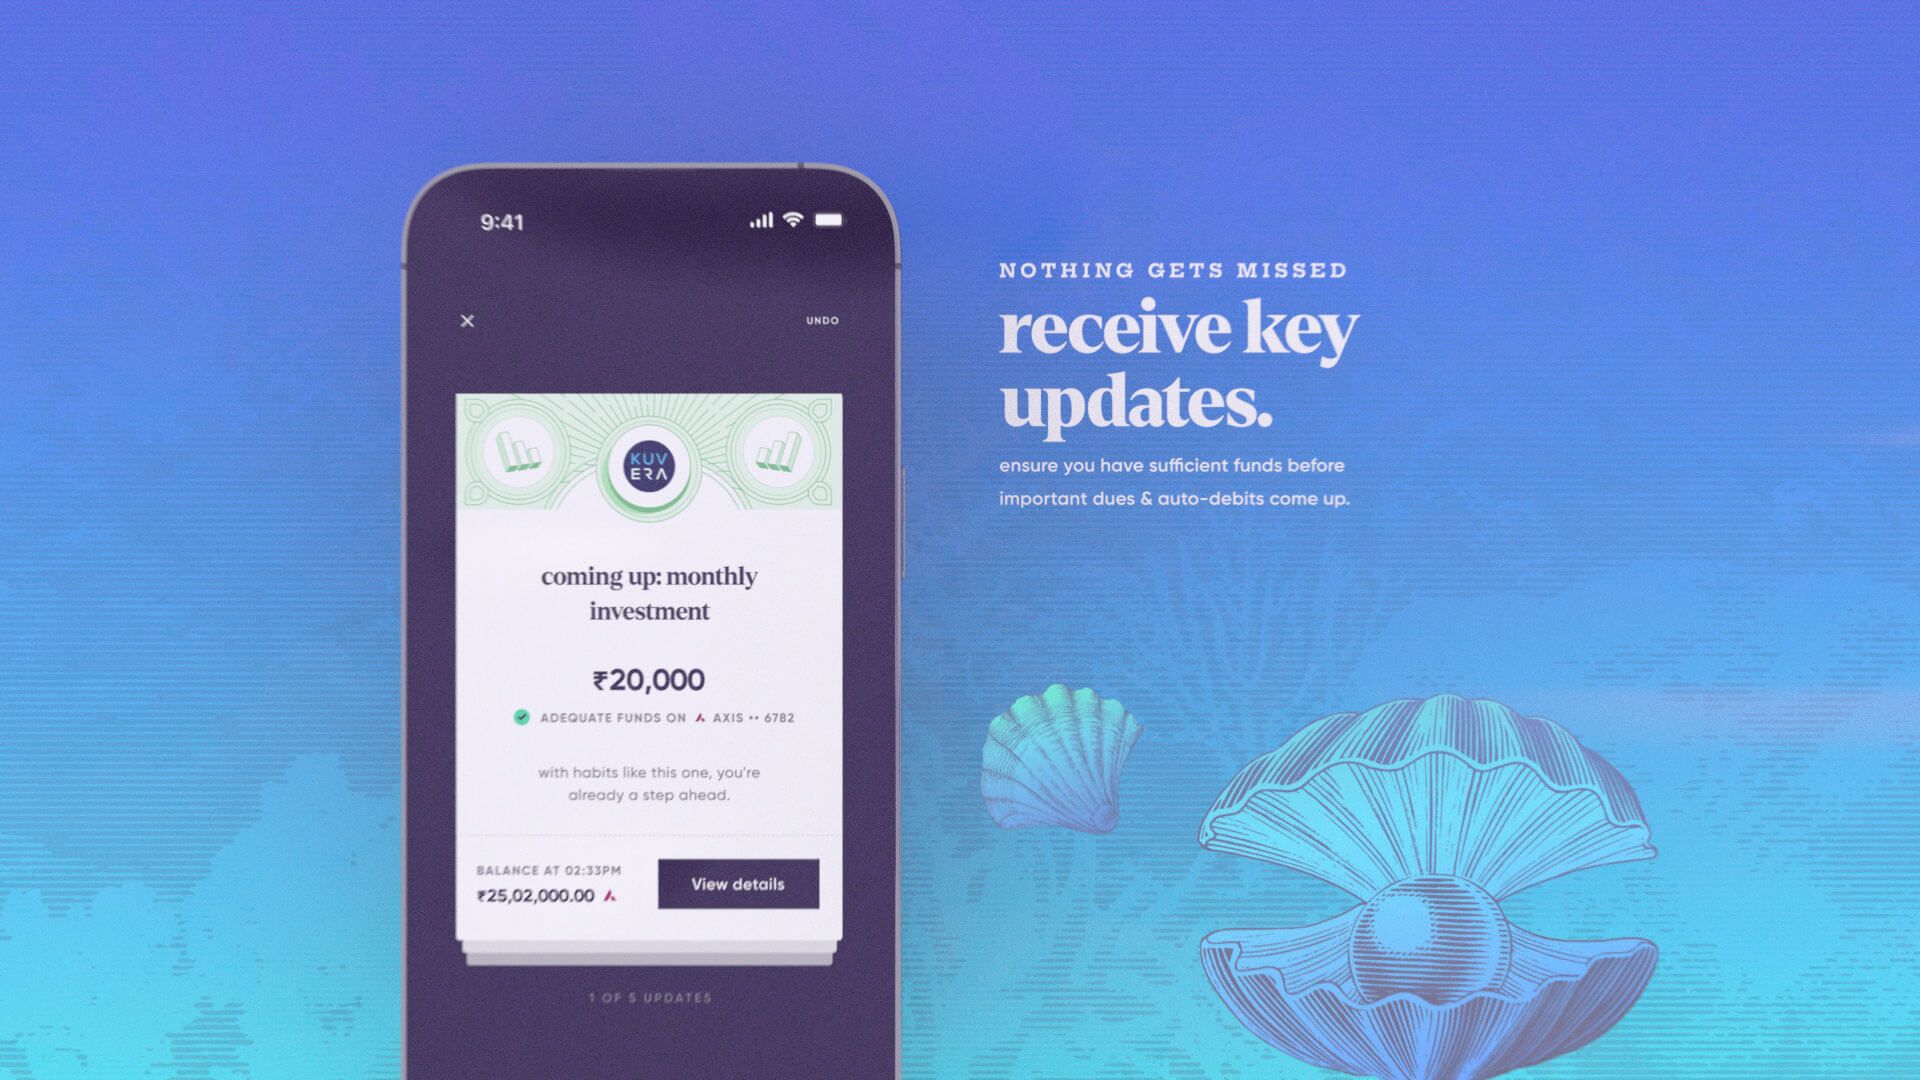 9:41
UNDO
KUV
ERA
coming up: monthly
investment
₹20,000
ADEQUATE FUNDS ON AXIS •• 6782
with habits like this one, you're
already a step ahead.
BALANCE AT 02:33PM
₹25,02,000.00
View details
1 OF 5 UPDATES
NOTHING GETS MISSED
receive key
updates.
ensure you have sufficient funds before
important dues & auto-debits come up.